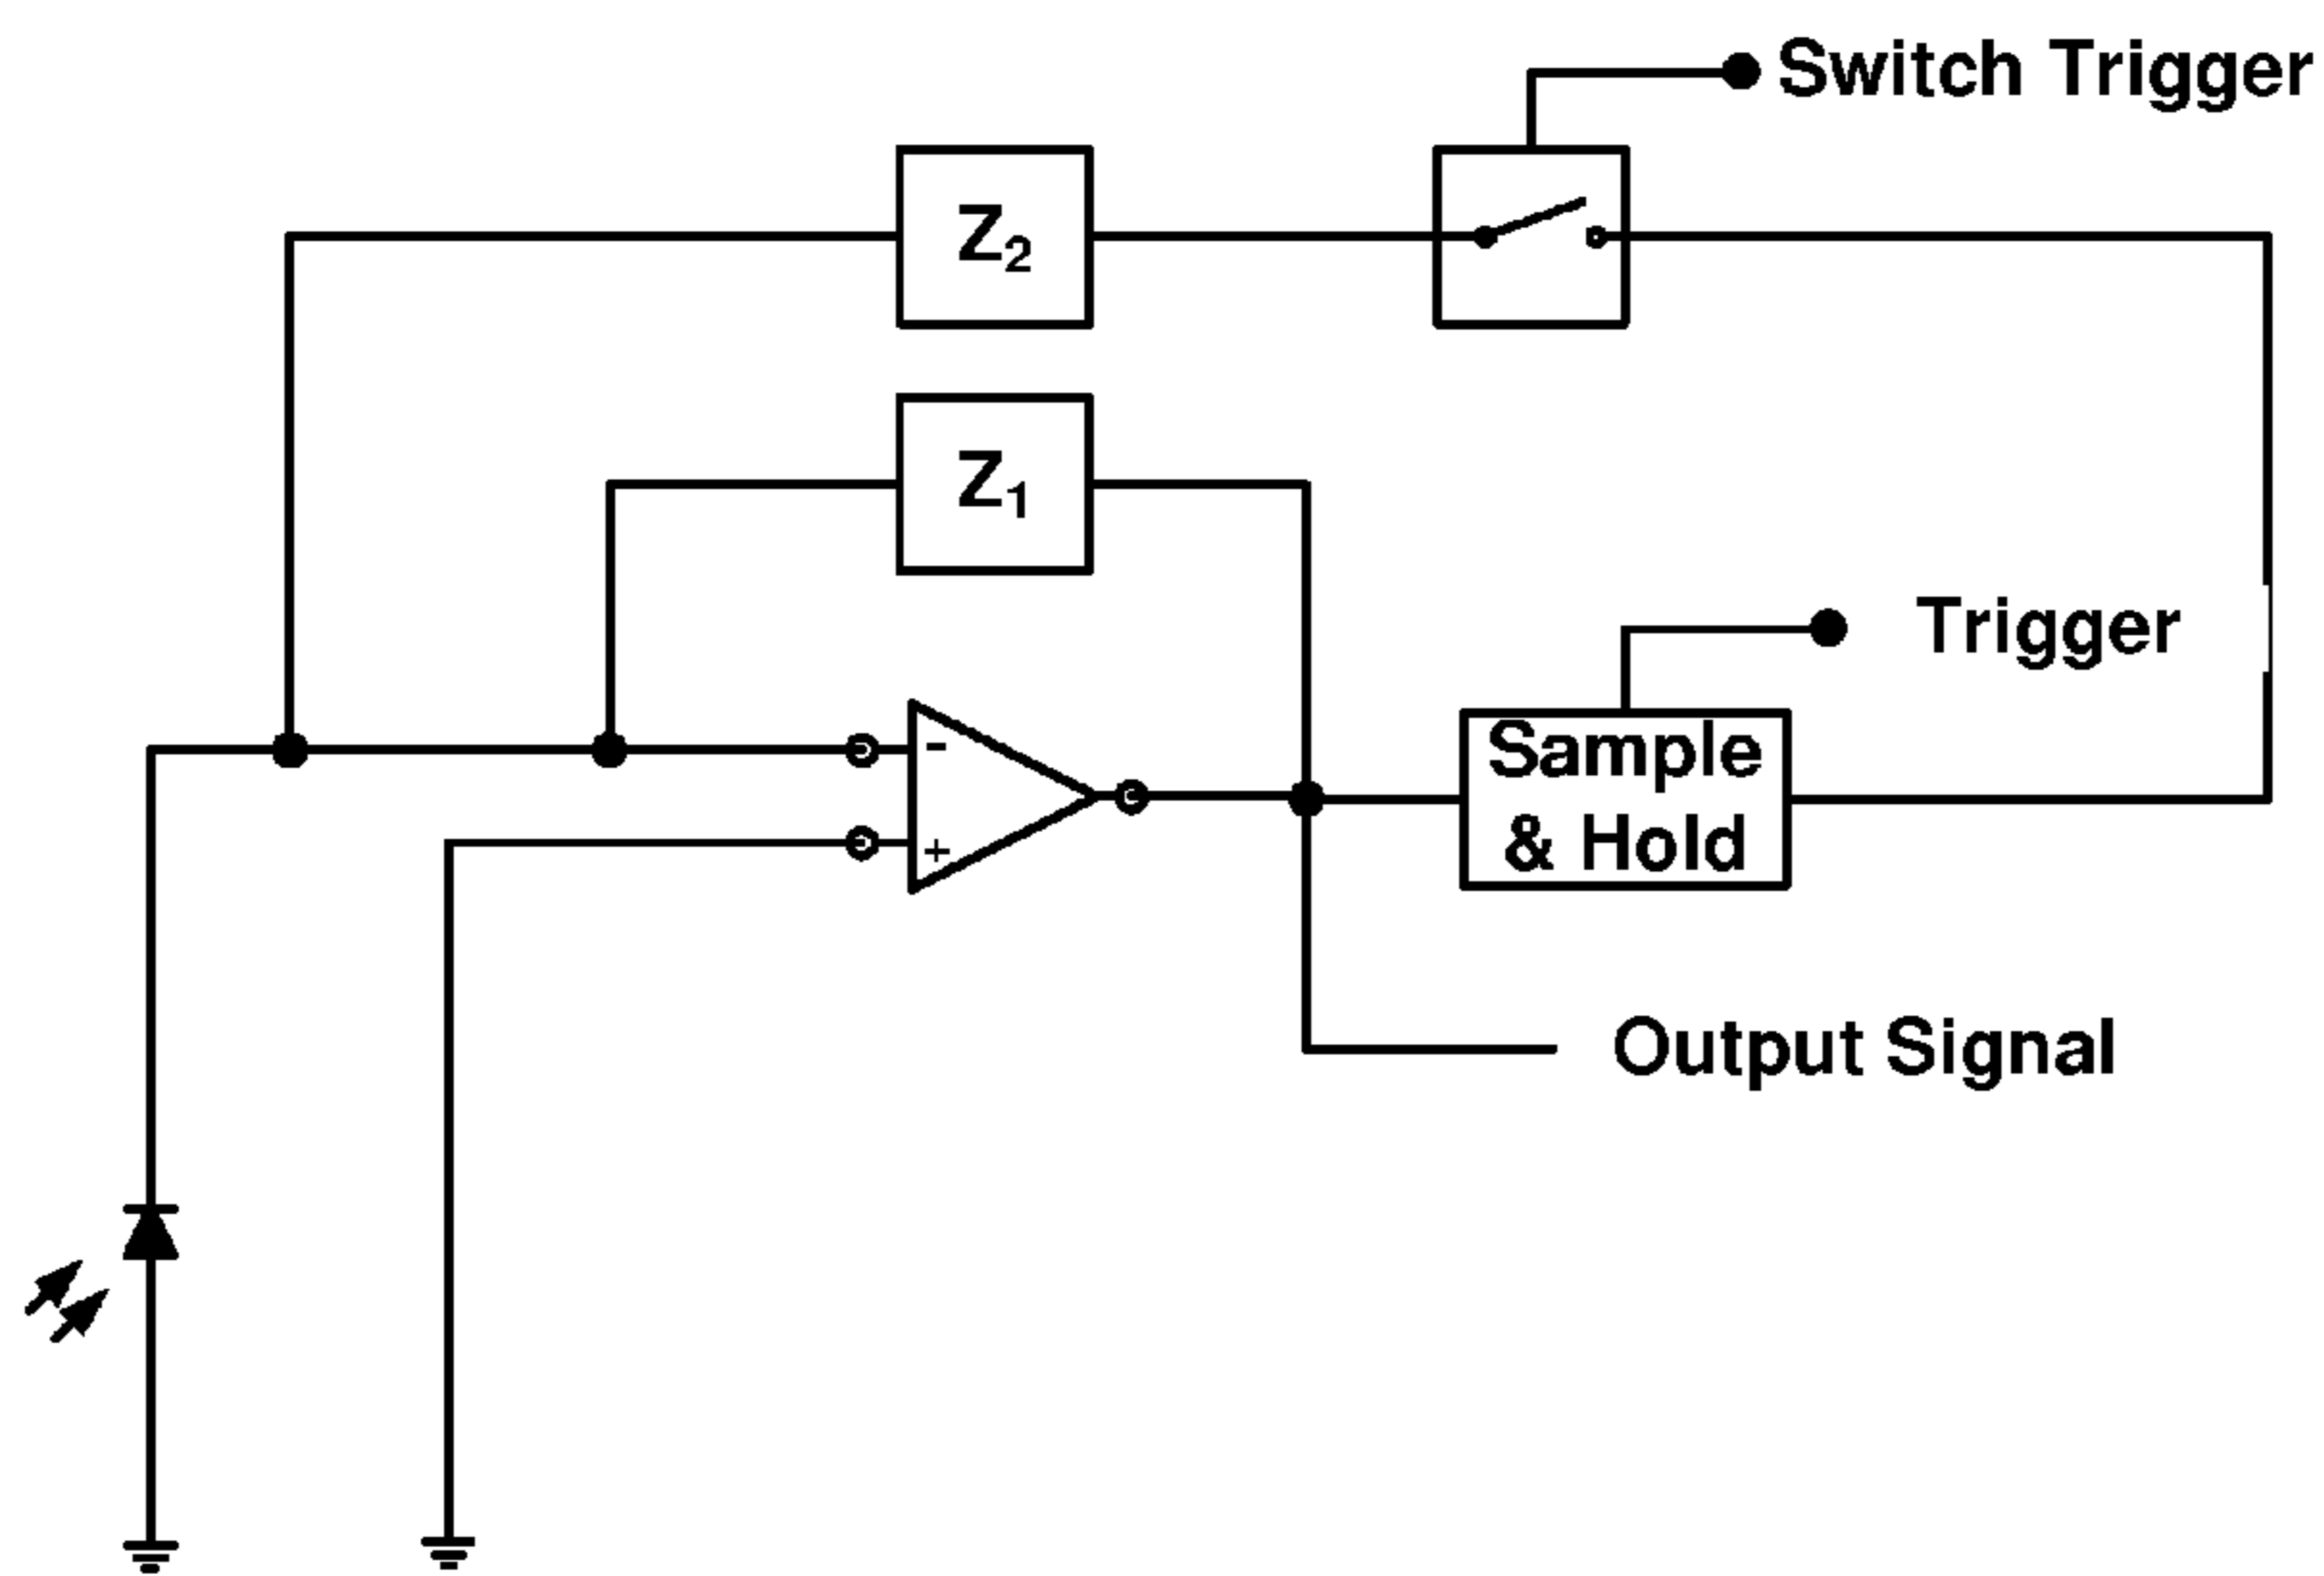 Switch Trigger
Z2
Z1
Trigger
Sample
& Hold
-
+
Output Signal